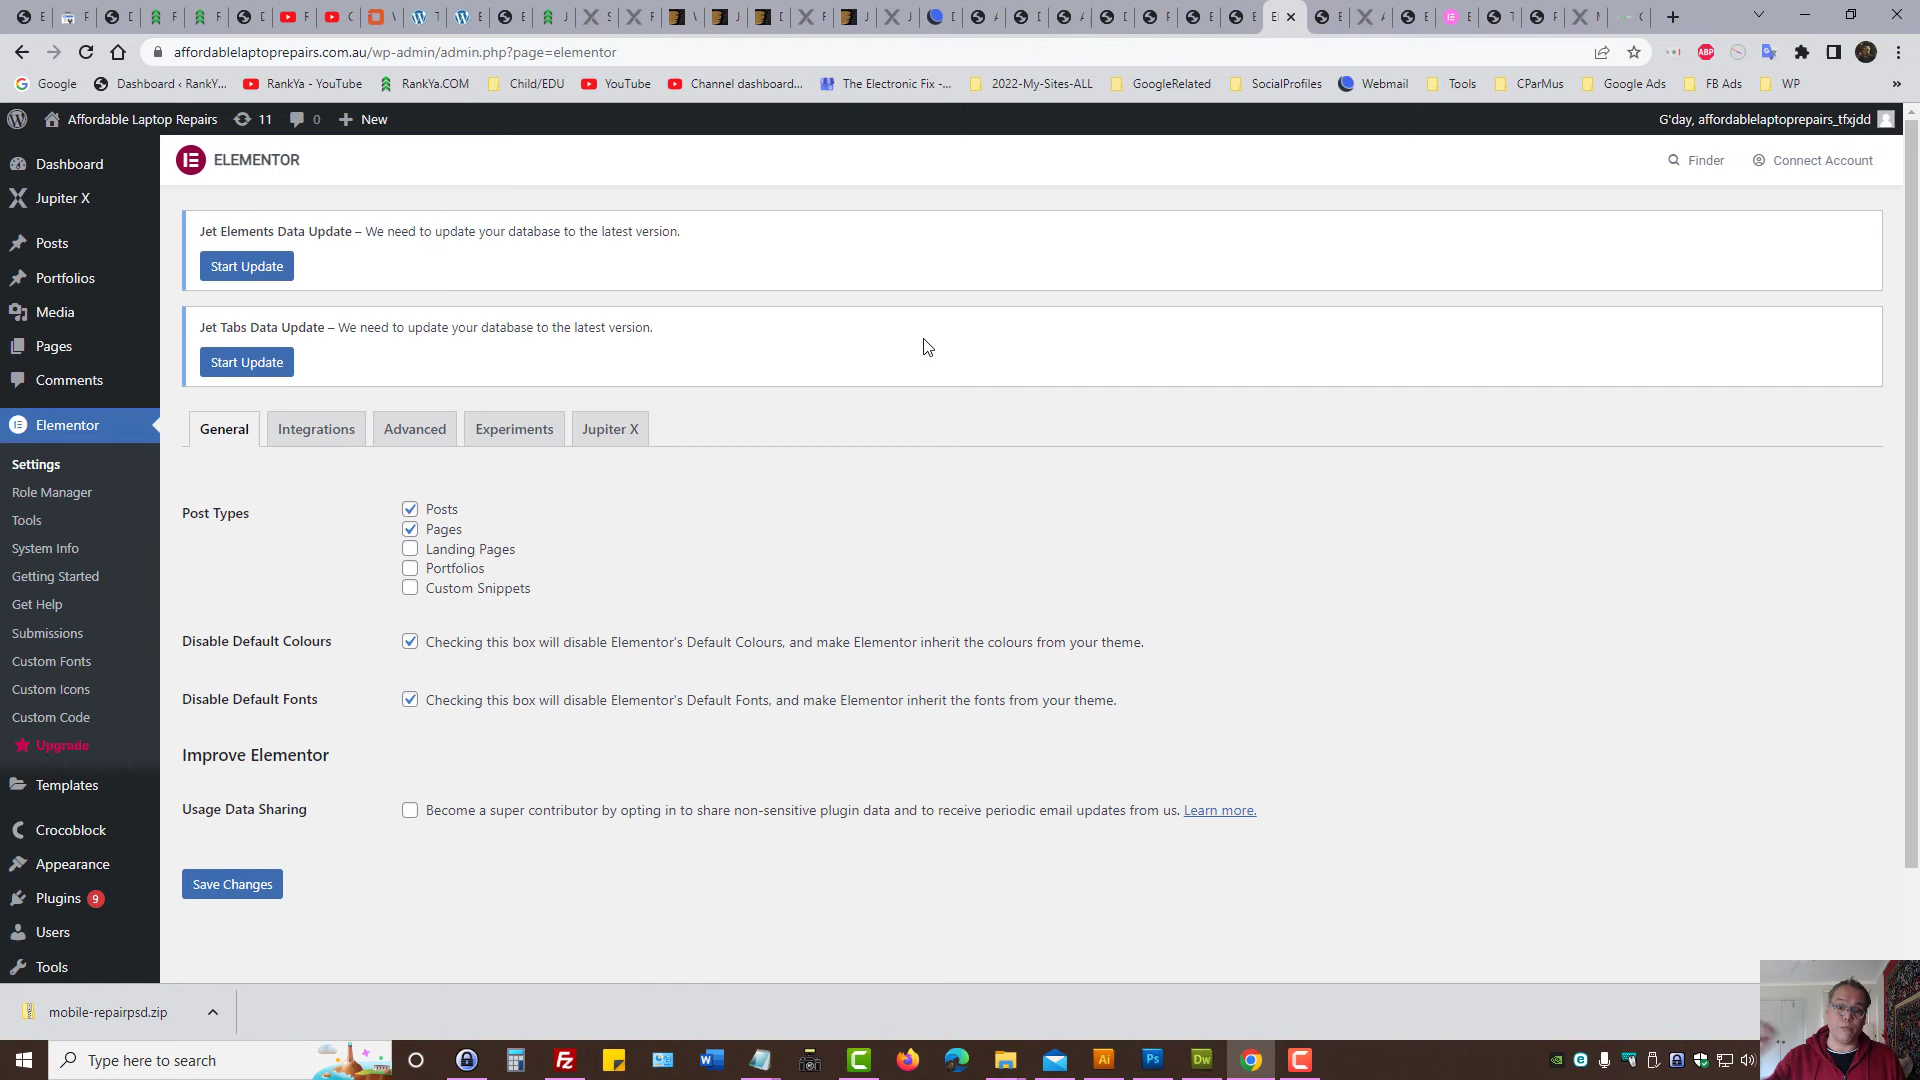 affordablelaptoprepairs.com.au/wp-admin/admin.php?page=elementor
Google
Dashboard ‹ RankY...
RankYa - YouTube
RankYa.COM
Child/EDU
YouTube
Channel dashboard...
The Electronic Fix -...
2022-My-Sites-ALL
GoogleRelated
SocialProfiles
Webmail
Tools
CParMus
Google Ads
FB Ads
WP
»
Affordable Laptop Repairs
11
0
New
G'day, affordablelaptoprepairs_tfxjdd
Dashboard
Jupiter X
Posts
Portfolios
Media
Pages
Comments
Elementor
Settings
Role Manager
Tools
System Info
Getting Started
Get Help
Submissions
Custom Fonts
Custom Icons
Custom Code
Upgrade
Templates
Crocoblock
Appearance
Plugins 9
Users
Tools
ELEMENTOR
Finder
Connect Account
Jet Elements Data Update – We need to update your database to the latest version.
Start Update
Jet Tabs Data Update – We need to update your database to the latest version.
Start Update
General
Integrations
Advanced
Experiments
Jupiter X
Post Types
Posts
Pages
Landing Pages
Portfolios
Custom Snippets
Disable Default Colours
Checking this box will disable Elementor's Default Colours, and make Elementor inherit the colours from your theme.
Disable Default Fonts
Checking this box will disable Elementor's Default Fonts, and make Elementor inherit the fonts from your theme.
Improve Elementor
Usage Data Sharing
Become a super contributor by opting in to share non-sensitive plugin data and to receive periodic email updates from us. Learn more.
Save Changes
mobile-repairpsd.zip
Type here to search